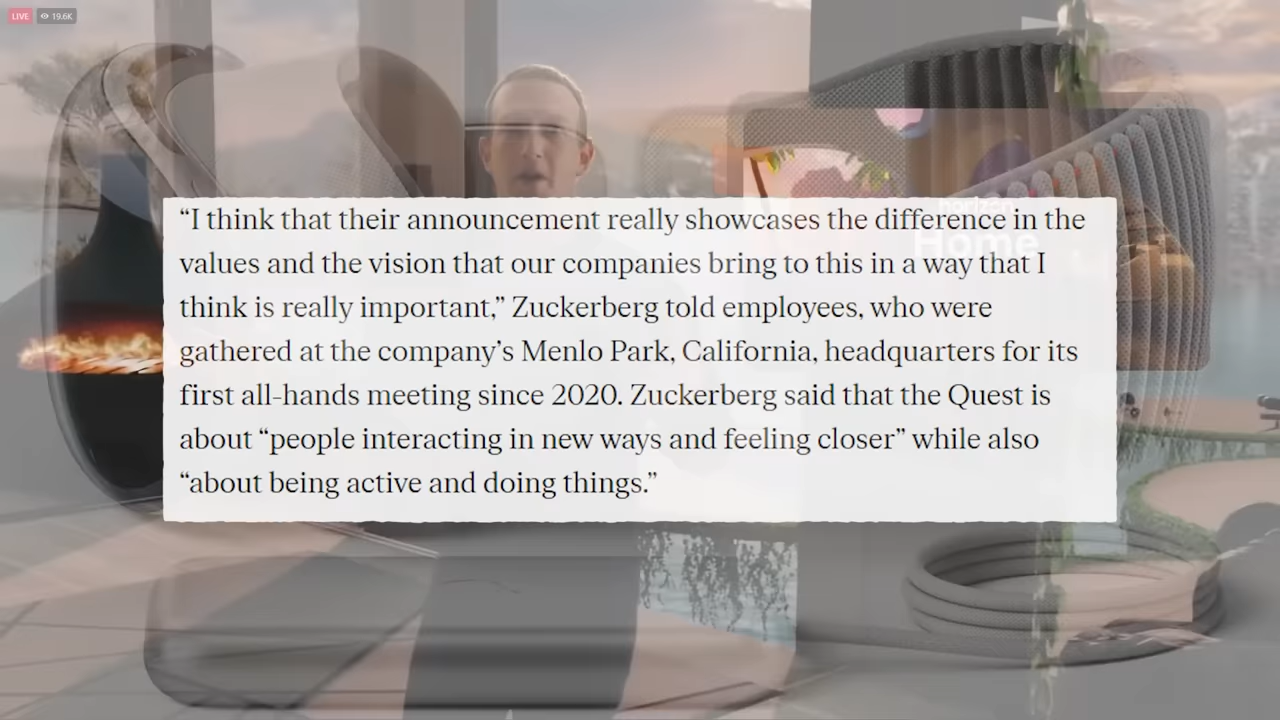 LIVE 19.6K
“I think that their announcement really showcases the difference in the
values and the vision that our companies bring to this in a way that I
think is really important,” Zuckerberg told employees, who were
gathered at the company’s Menlo Park, California, headquarters for its
first all-hands meeting since 2020. Zuckerberg said that the Quest is
about “people interacting in new ways and feeling closer” while also
“about being active and doing things.”
horizon
Home